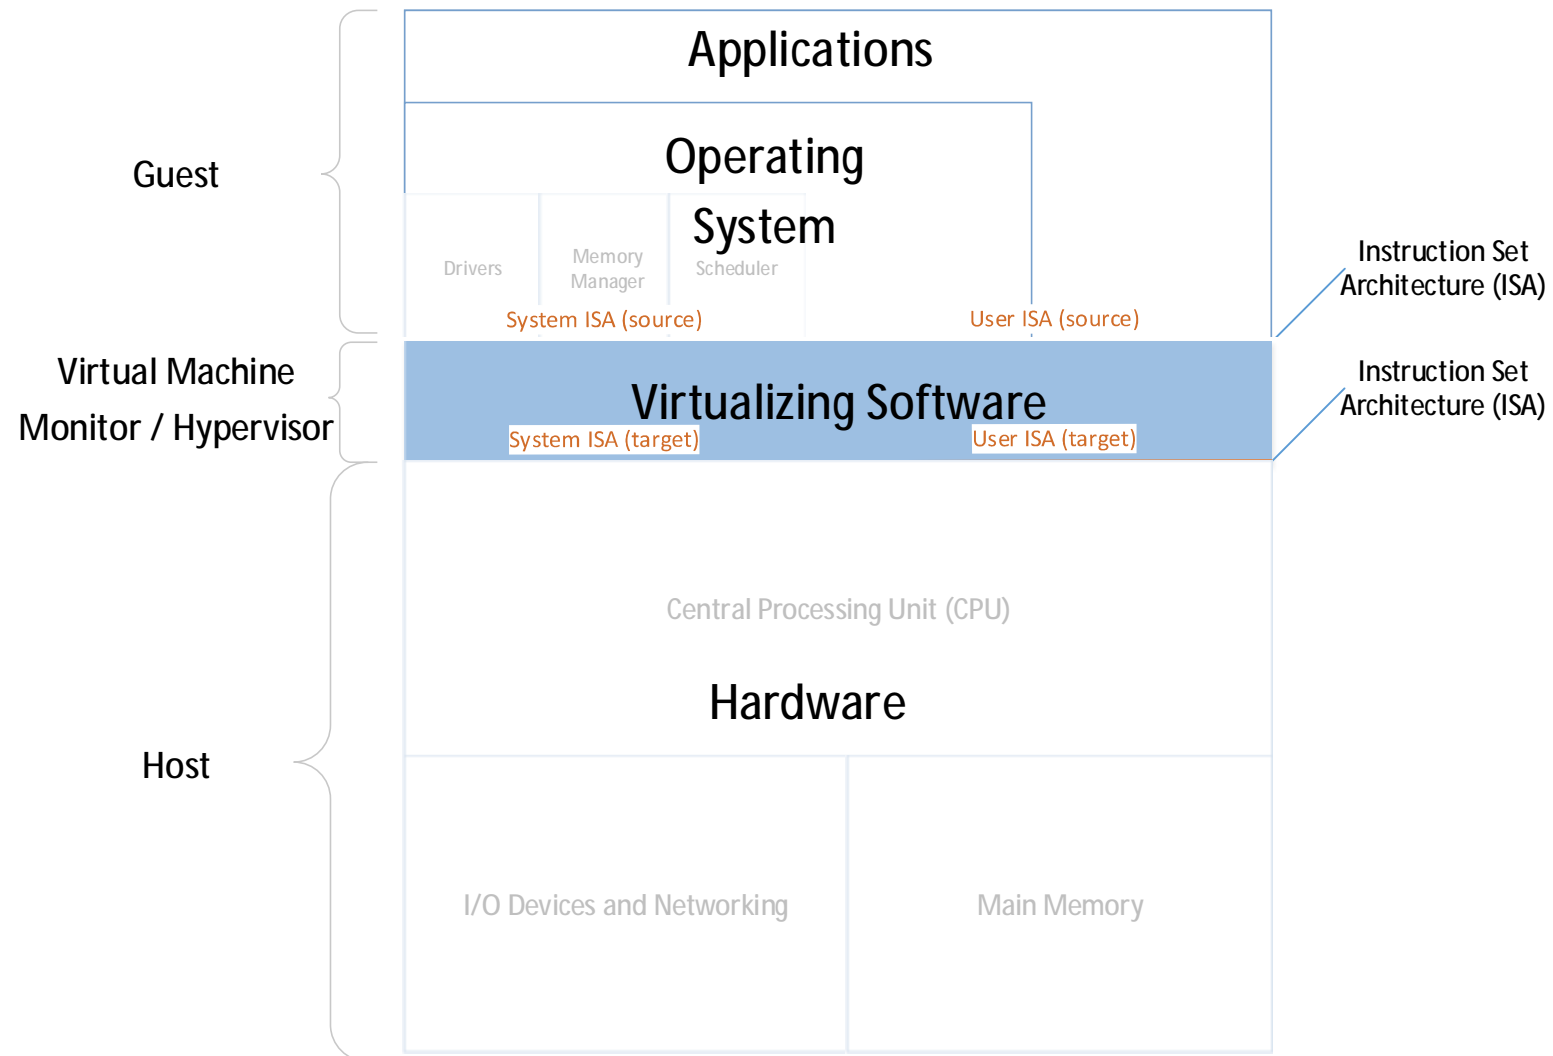 Applications
Operating
System
Guest
Drivers
Memory
Manager
Scheduler
System ISA (source)
User ISA (source)
Instruction Set
Architecture (ISA)
Virtual Machine
Monitor / Hypervisor
Virtualizing Software
System ISA (target)
User ISA (target)
Instruction Set
Architecture (ISA)
Central Processing Unit (CPU)
Hardware
Host
I/O Devices and Networking
Main Memory